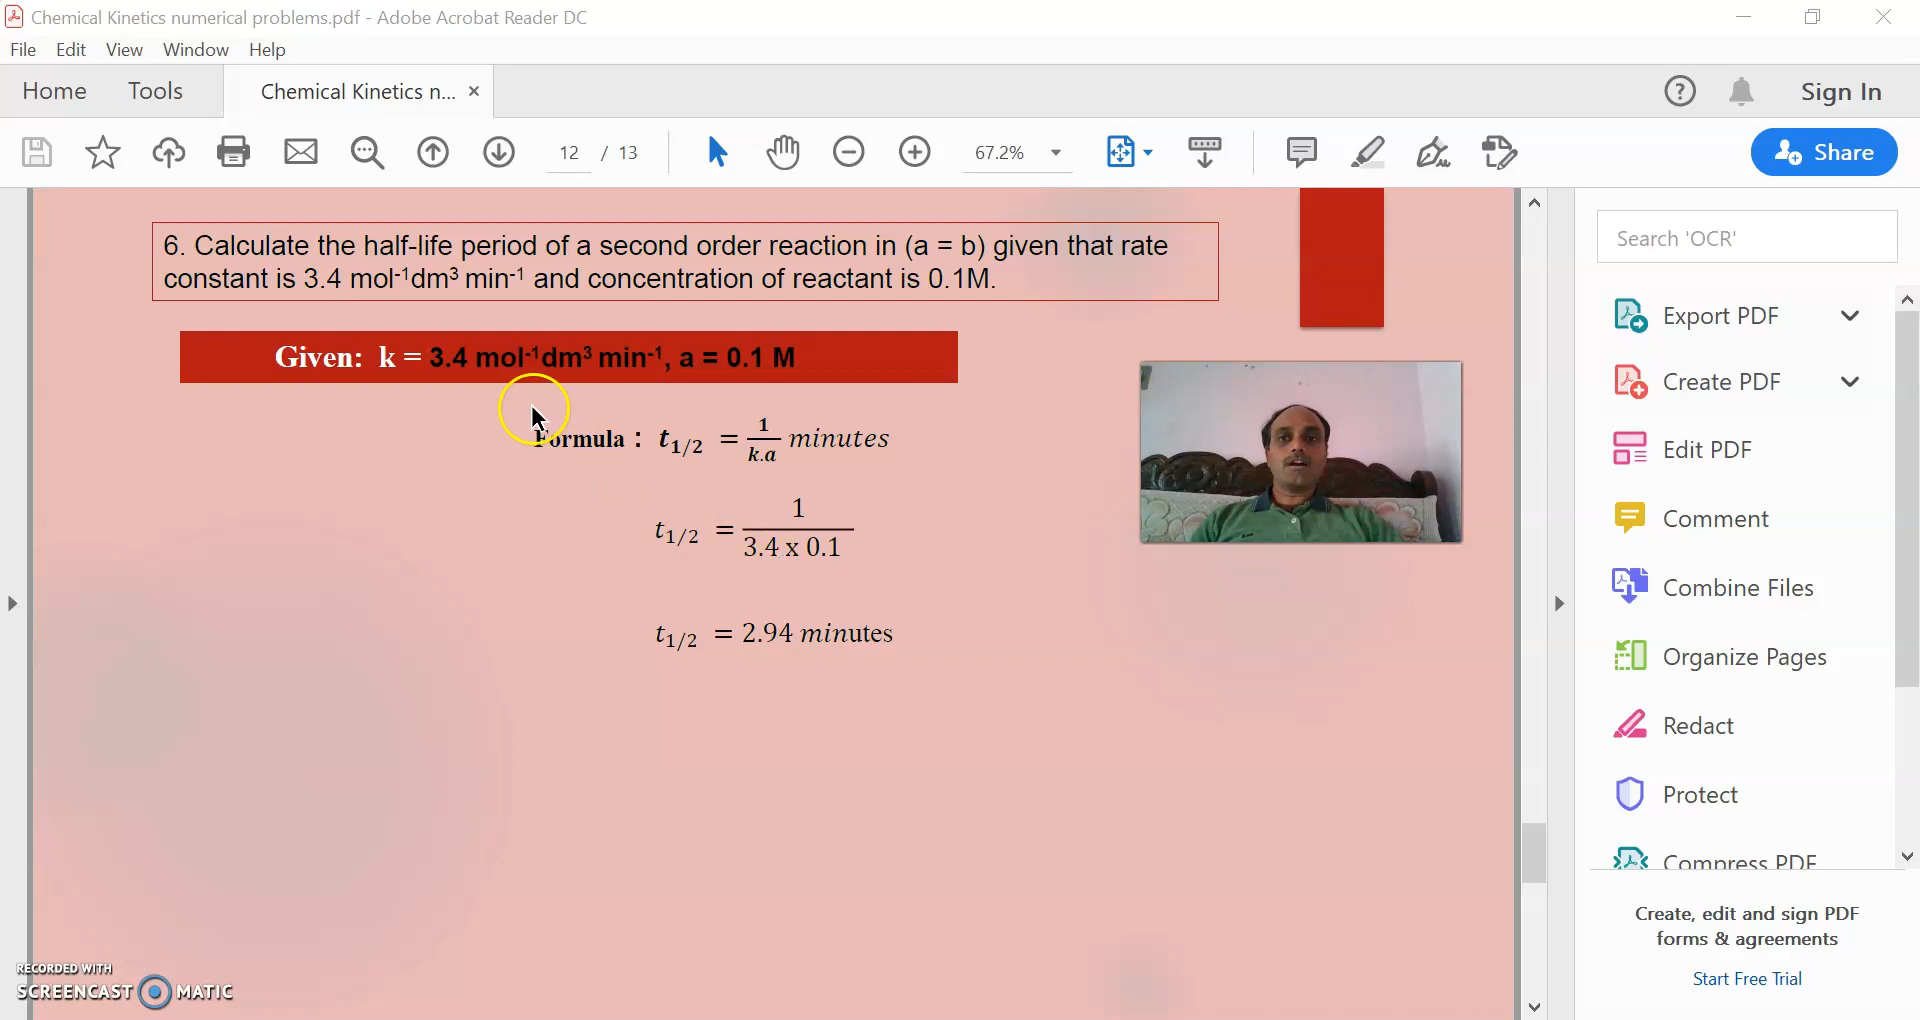 Chemical Kinetics numerical problems.pdf - Adobe Acrobat Reader DC
File Edit View Window Help
Home Tools Chemical Kinetics n... × ? Sign In
12 / 13 67.2% Share
6. Calculate the half-life period of a second order reaction in (a = b) given that rate
constant is 3.4 mol⁻¹dm³ min⁻¹ and concentration of reactant is 0.1M.
Given: k = 3.4 mol⁻¹dm³ min⁻¹, a = 0.1 M
Formula : t₁/₂ = 1/k.a minutes
t₁/₂ = 1/3.4 x 0.1
t₁/₂ = 2.94 minutes
Search 'OCR'
Export PDF
Create PDF
Edit PDF
Comment
Combine Files
Organize Pages
Redact
Protect
Compress PDF
Create, edit and sign PDF
forms & agreements
Start Free Trial
RECORDED WITH
SCREENCAST MATIC